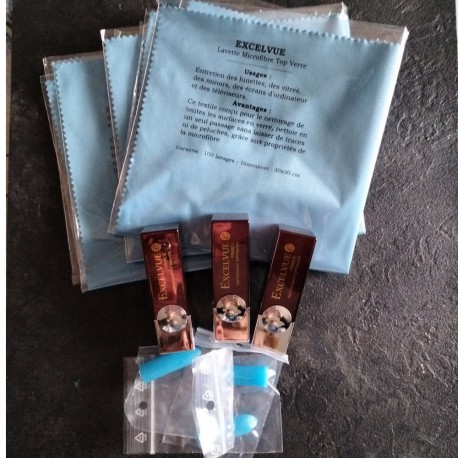 EXCELVUE
Lavette Microfibre Top Verre
Usages :
Entretien des lunettes, des vitres,
des miroirs, des écrans d'ordinateur
et des téléviseurs.
Avantages :
Ce textile conçu pour le nettoyage de
toutes les surfaces en verre, nettoie en
un seul passage sans laisser de traces
ni de peluches, grâce aux propriétés de
la microfibre.
Garantie : 100 lavages - Dimension : 30x30 cm
EXCELVUE
EXCELVUE
EXCELVUE